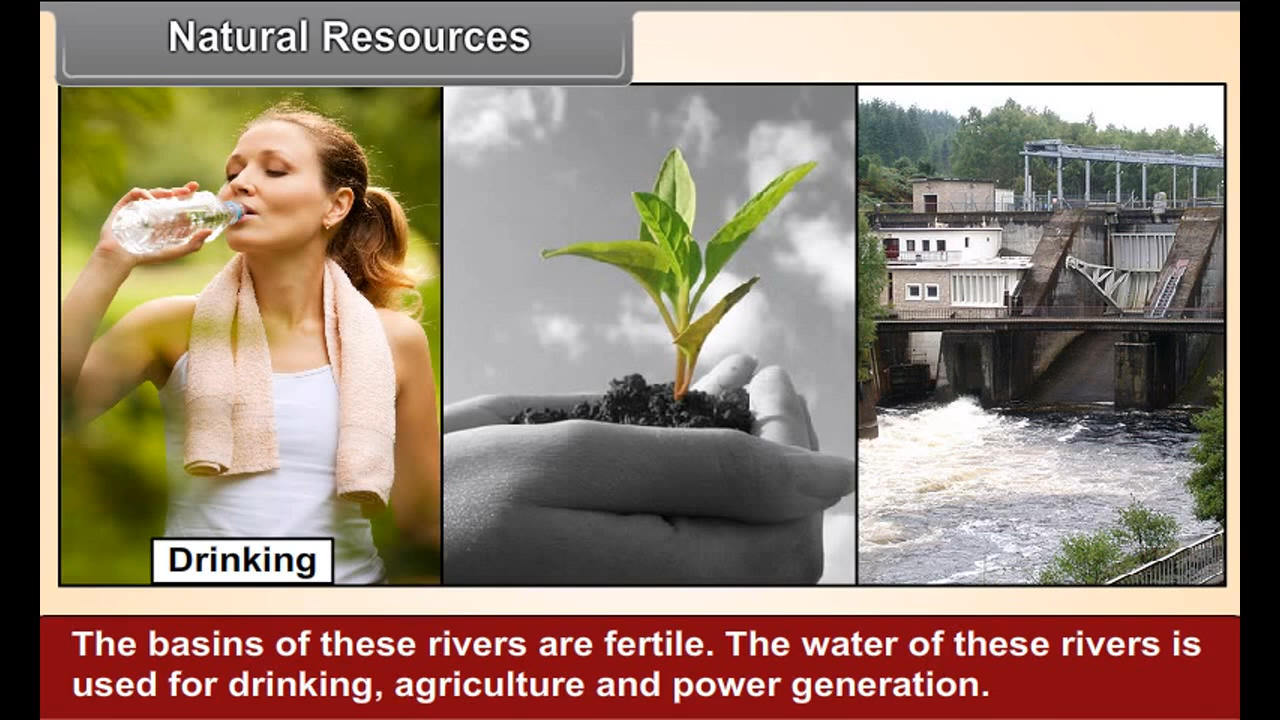 Natural Resources
Drinking
The basins of these rivers are fertile. The water of these rivers is
used for drinking, agriculture and power generation.